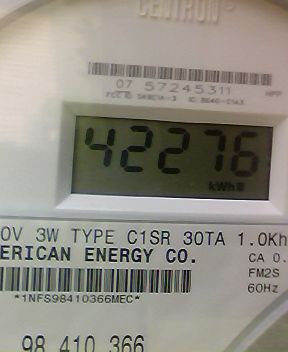 CENTRON
07 57245311
42276
kWh
0V 3W TYPE C1SR 30TA 1.0Kh
ERICAN ENERGY CO.
CA 0.
FM2S
60Hz
*1NFS98410366MEC*
98 410 366